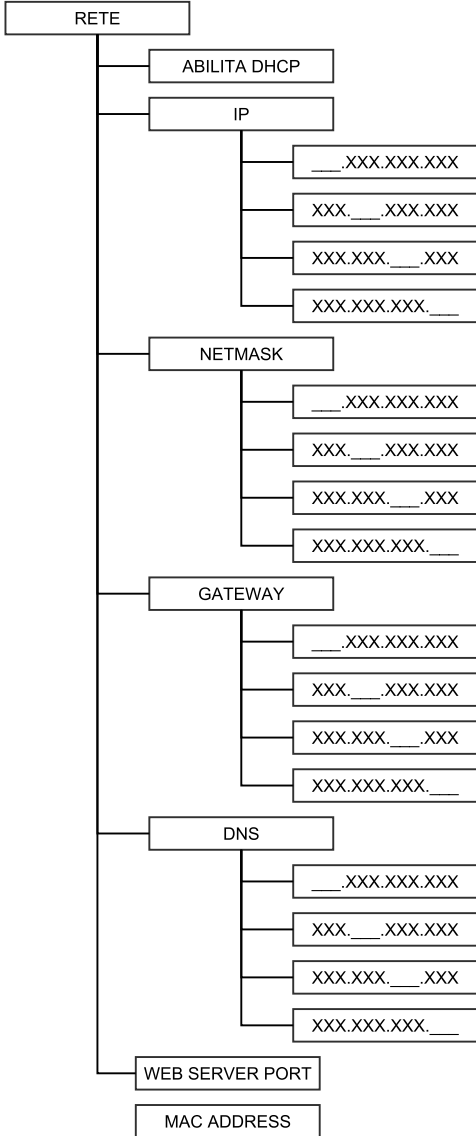 RETE
ABILITA DHCP
IP
___.XXX.XXX.XXX
XXX.___.XXX.XXX
XXX.XXX.___.XXX
XXX.XXX.XXX.___
NETMASK
___.XXX.XXX.XXX
XXX.___.XXX.XXX
XXX.XXX.___.XXX
XXX.XXX.XXX.___
GATEWAY
___.XXX.XXX.XXX
XXX.___.XXX.XXX
XXX.XXX.___.XXX
XXX.XXX.XXX.___
DNS
___.XXX.XXX.XXX
XXX.___.XXX.XXX
XXX.XXX.___.XXX
XXX.XXX.XXX.___
WEB SERVER PORT
MAC ADDRESS